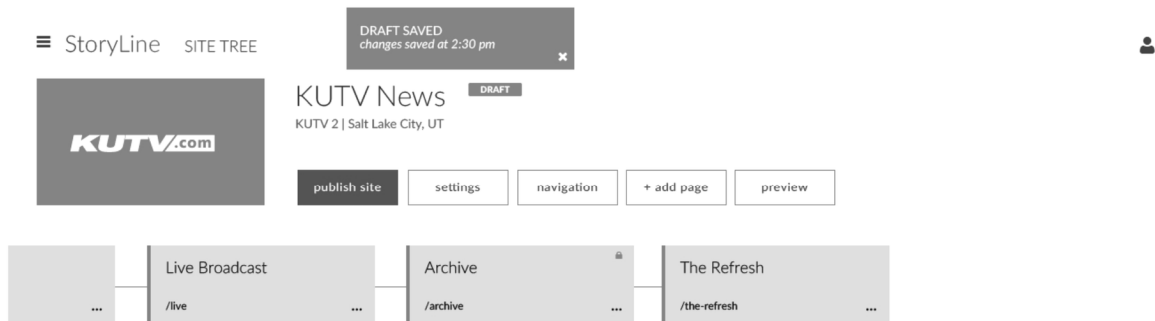 DRAFT SAVED
changes saved at 2:30 pm
StoryLine SITE TREE
KUTV News DRAFT
KUTV 2 | Salt Lake City, UT
KUTV.com
publish site settings navigation + add page preview
Live Broadcast Archive The Refresh
... /live ... /archive ... /the-refresh ...